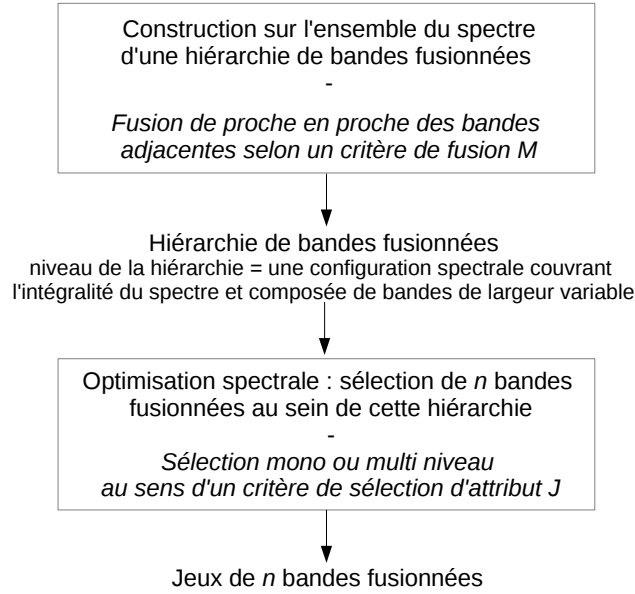 Construction sur l'ensemble du spectre
d'une hiérarchie de bandes fusionnées
-
Fusion de proche en proche des bandes
adjacentes selon un critère de fusion M
Hiérarchie de bandes fusionnées
niveau de la hiérarchie = une configuration spectrale couvrant
l'intégralité du spectre et composée de bandes de largeur variable
Optimisation spectrale : sélection de n bandes
fusionnées au sein de cette hiérarchie
-
Sélection mono ou multi niveau
au sens d'un critère de sélection d'attribut J
Jeux de n bandes fusionnées